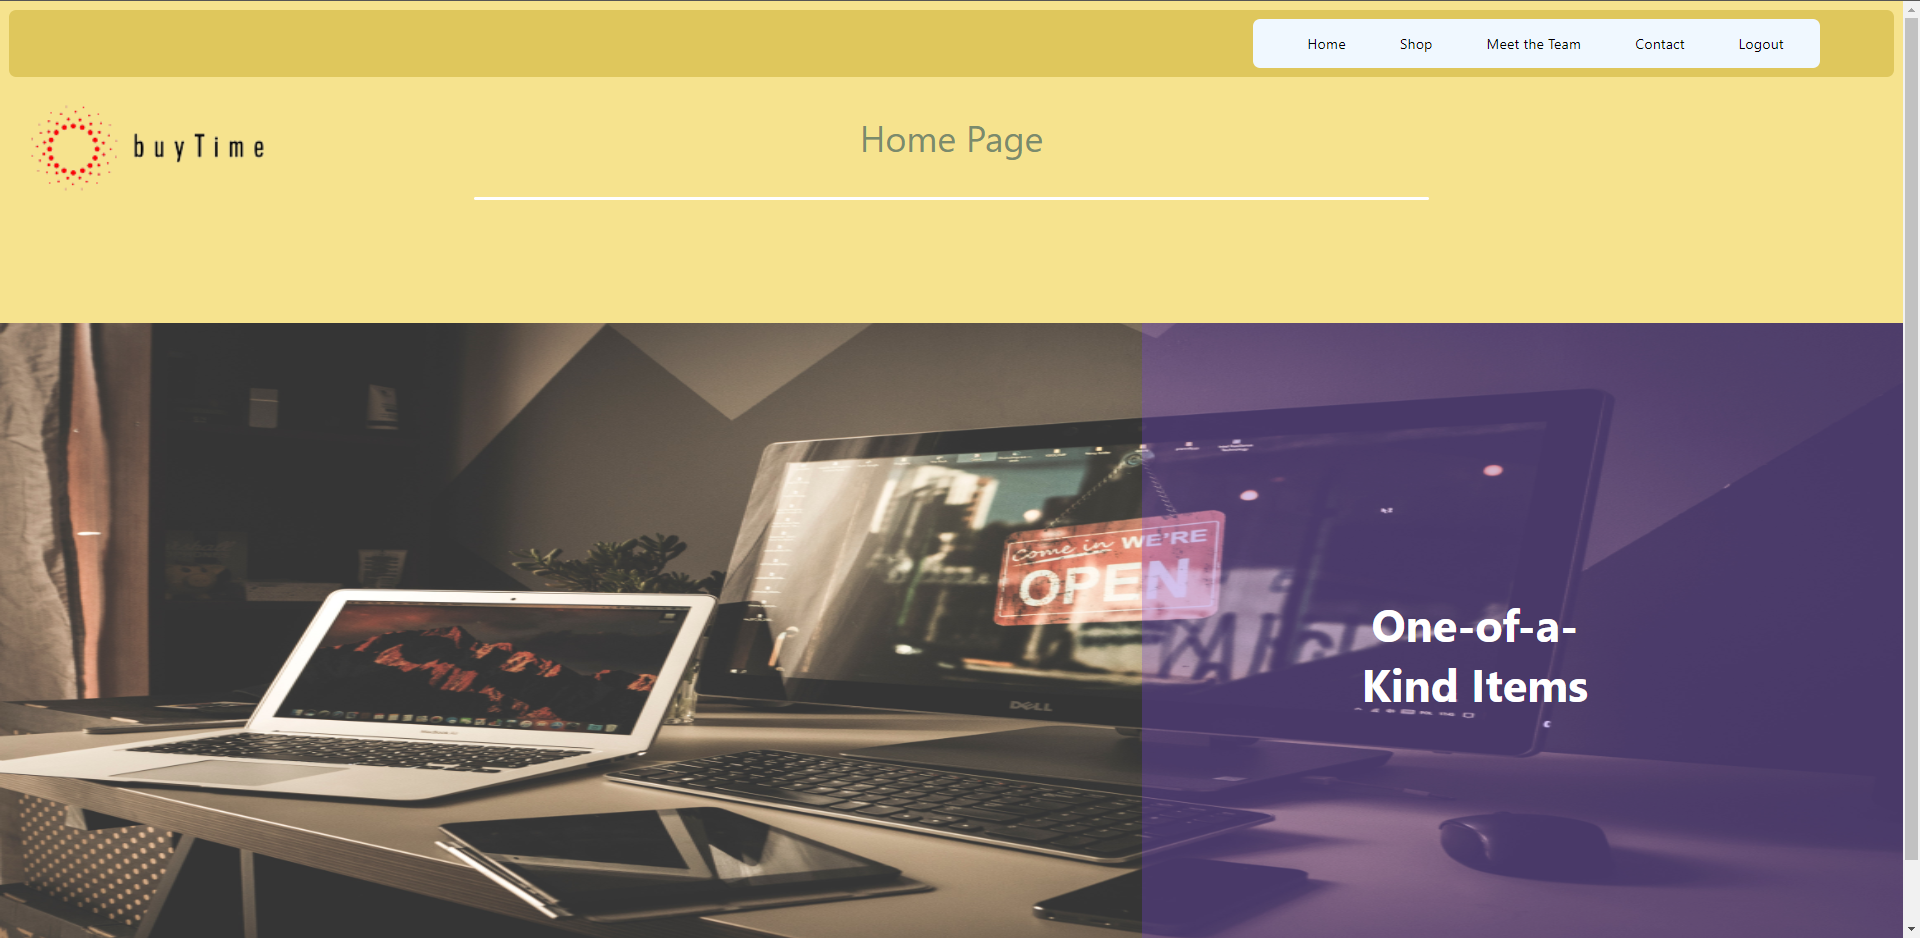 Home Shop Meet the Team Contact Logout
buyTime
Home Page
come in WE'RE
OPEN
DELL
One-of-a-
Kind Items